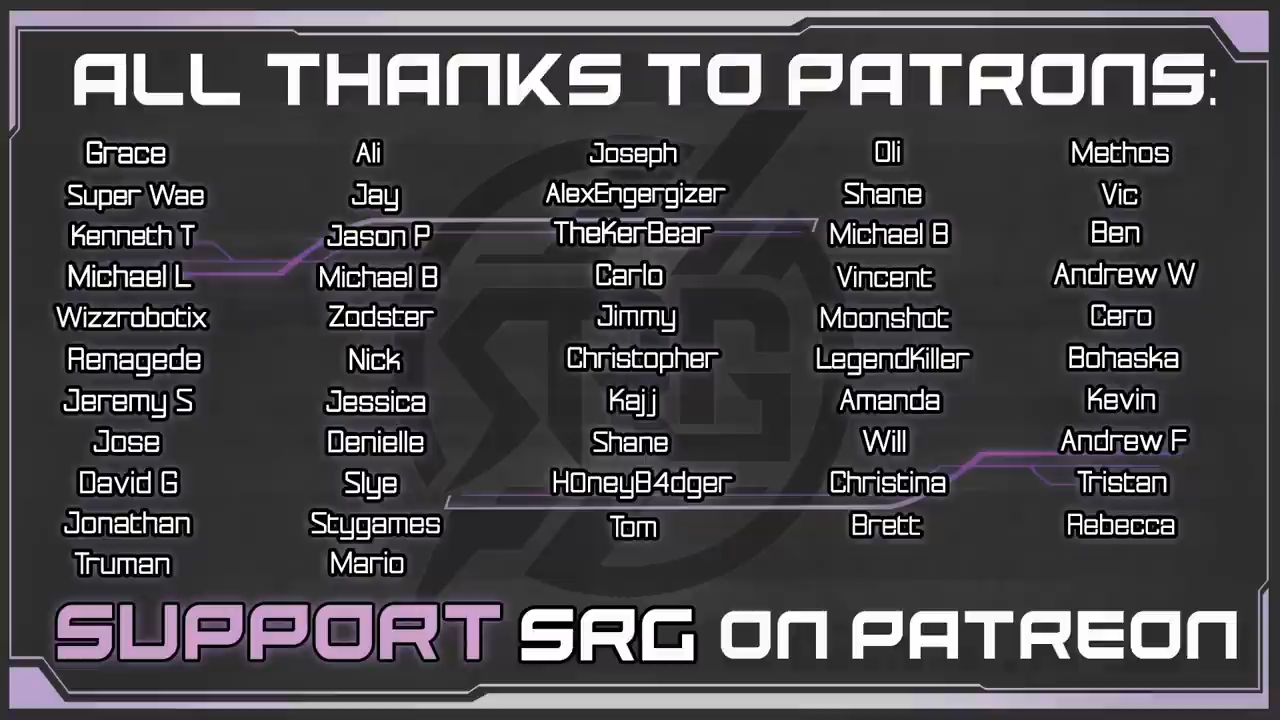 ALL THANKS TO PATRONS:
Grace Ali Joseph Oli Methos
Super Wae Jay AlexEngergizer Shane Vic
Kenneth T Jason P TheKerBear Michael B Ben
Michael L Michael B Carlo Vincent Andrew W
Wizzrobotix Zodster Jimmy Moonshot Cero
Renagede Nick Christopher LegendKiller Bohaska
Jeremy S Jessica Kajj Amanda Kevin
Jose Denielle Shane Will Andrew F
David G Slye H0neyB4dger Christina Tristan
Jonathan Stygames Tom Brett Rebecca
Truman Mario
SUPPORT SRG ON PATREON